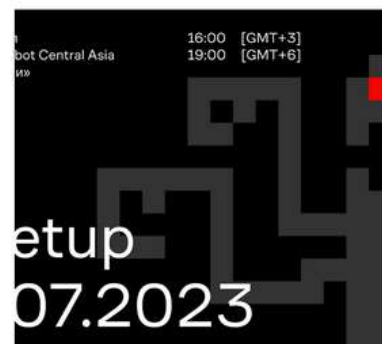 16:00 [GMT+3]
bot Central Asia 19:00 [GMT+6]
и»
etup
07.2023